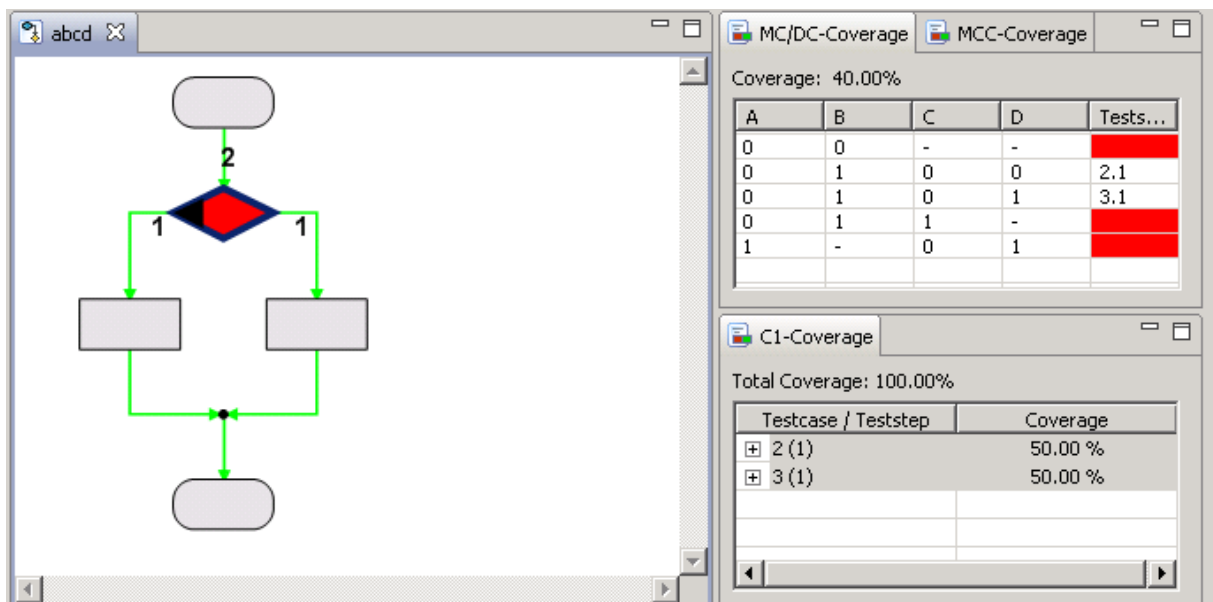 abcd
2
1 1
MC/DC-Coverage MCC-Coverage
Coverage: 40.00%
A B C D Tests...
0 0 - -
0 1 0 0 2.1
0 1 0 1 3.1
0 1 1 -
1 - 0 1
C1-Coverage
Total Coverage: 100.00%
Testcase / Teststep Coverage
2 (1) 50.00 %
3 (1) 50.00 %